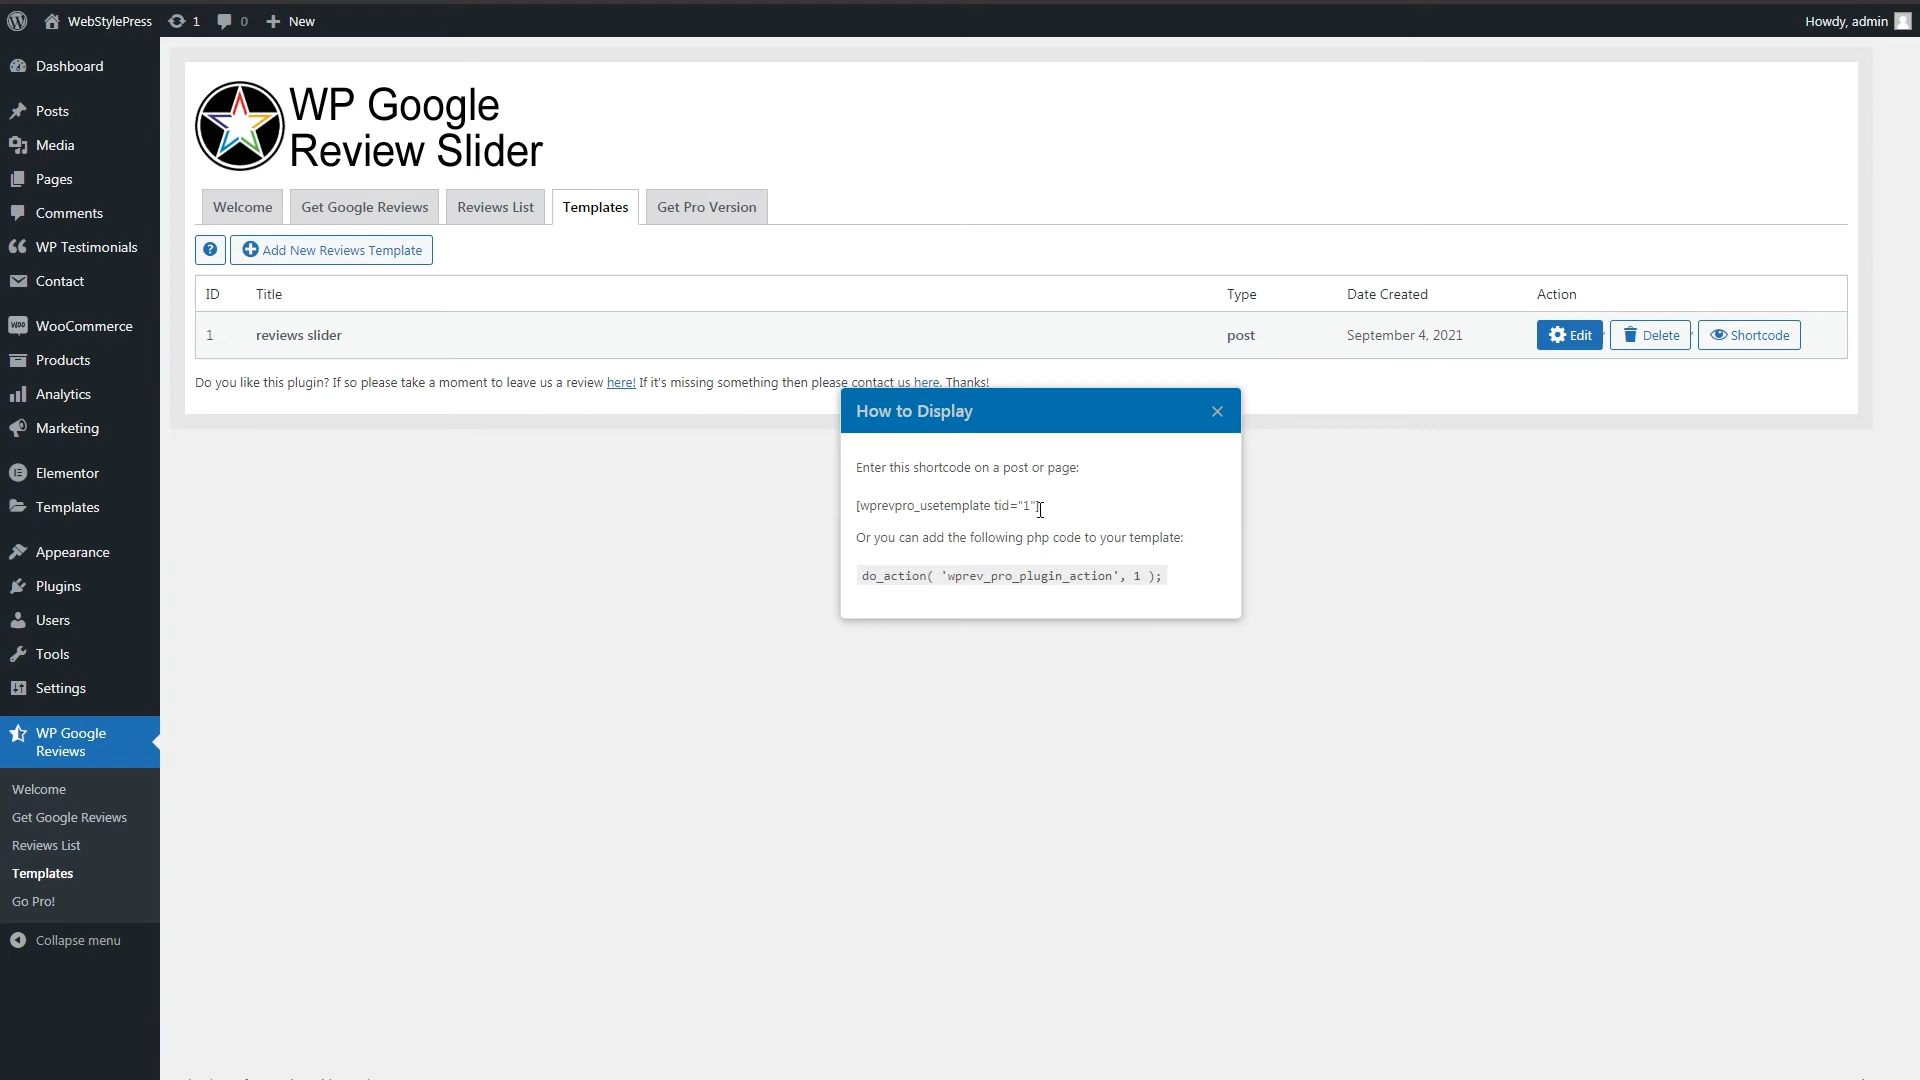 WebStylePress 1 0 New Howdy, admin
Dashboard
Posts
Media
Pages
Comments
WP Testimonials
Contact
WooCommerce
Products
Analytics
Marketing
Elementor
Templates
Appearance
Plugins
Users
Tools
Settings
WP Google
Reviews
Welcome
Get Google Reviews
Reviews List
Templates
Go Pro!
Collapse menu
WP Google
Review Slider
Welcome Get Google Reviews Reviews List Templates Get Pro Version
? Add New Reviews Template
ID Title Type Date Created Action
1 reviews slider post September 4, 2021 Edit Delete Shortcode
Do you like this plugin? If so please take a moment to leave us a review here! If it's missing something then please contact us here. Thanks!
How to Display ×
Enter this shortcode on a post or page:
[wprevpro_usetemplate tid="1"]
Or you can add the following php code to your template:
do_action( 'wprev_pro_plugin_action', 1 );